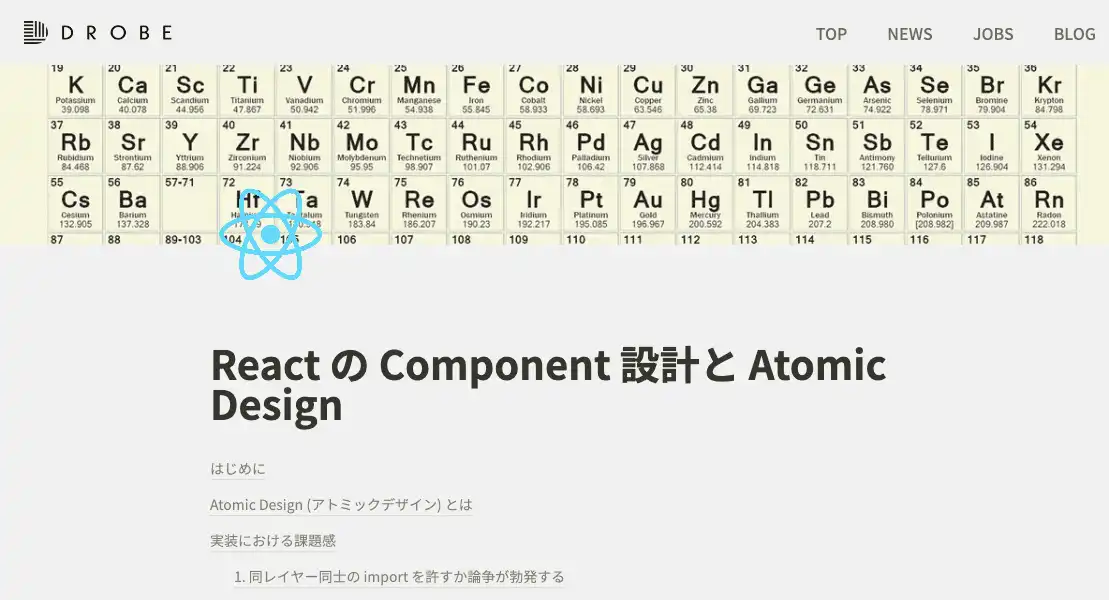 DROBE
TOP NEWS JOBS BLOG
19 20 21 22 23 24 25 26 27 28 29 30 31 32 33 34 35 36
K Ca Sc Ti V Cr Mn Fe Co Ni Cu Zn Ga Ge As Se Br Kr
Potassium Calcium Scandium Titanium Vanadium Chromium Manganese Iron Cobalt Nickel Copper Zinc Gallium Germanium Arsenic Selenium Bromine Krypton
39.098 40.078 44.956 47.867 50.942 51.996 54.938 55.845 58.933 58.693 63.546 65.38 69.723 72.631 74.922 78.971 79.904 84.798
37 38 39 40 41 42 43 44 45 46 47 48 49 50 51 52 53 54
Rb Sr Y Zr Nb Mo Tc Ru Rh Pd Ag Cd In Sn Sb Te I Xe
Rubidium Strontium Yttrium Zirconium Niobium Molybdenum Technetium Ruthenium Rhodium Palladium Silver Cadmium Indium Tin Antimony Tellurium Iodine Xenon
84.468 87.62 88.906 91.224 92.906 95.95 98.907 101.07 102.906 106.42 107.868 112.414 114.818 118.711 121.760 127.6 126.904 131.294
55 56 57-71 72 73 74 75 76 77 78 79 80 81 82 83 84 85 86
Cs Ba Hf Ta W Re Os Ir Pt Au Hg Tl Pb Bi Po At Rn
Cesium Barium Tungsten Rhenium Osmium Iridium Platinum Gold Mercury Thallium Lead Bismuth Polonium Astatine Radon
132.905 137.328 183.84 186.207 190.23 192.217 195.085 196.967 200.592 204.383 207.2 208.980 [208.982] 209.987 222.018
87 88 89-103 104 105 106 107 108 109 110 111 112 113 114 115 116 117 118
React の Component 設計と Atomic
Design
はじめに
Atomic Design (アトミックデザイン) とは
実装における課題感
1. 同レイヤー同士の import を許すか論争が勃発する